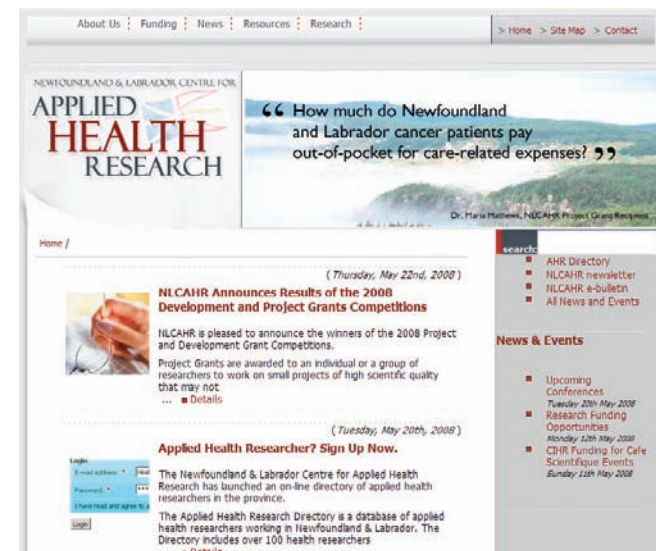 About Us
Funding
News
Resources
Research
> Home > Site Map > Contact
NEWFOUNDLAND & LABRADOR CENTRE FOR
APPLIED
HEALTH
RESEARCH
“ How much do Newfoundland
and Labrador cancer patients pay
out-of-pocket for care-related expenses? ”
Dr. Maria Mathews, NLCAHR Project Grant Recipient
Home /
search:
AHR Directory
NLCAHR newsletter
NLCAHR e-bulletin
All News and Events
( Thursday, May 22nd, 2008 )
NLCAHR Announces Results of the 2008
Development and Project Grants Competitions
NLCAHR is pleased to announce the winners of the 2008 Project
and Development Grant Competitions.
Project Grants are awarded to an individual or a group of
researchers to work on small projects of high scientific quality
that may not
... Details
News & Events
Upcoming
Conferences
Tuesday 20th May 2008
Research Funding
Opportunities
Monday 12th May 2008
CIHR Funding for Cafe
Scientifique Events
Sunday 11th May 2008
( Tuesday, May 20th, 2008 )
Applied Health Researcher? Sign Up Now.
Login
E-mail address: *
Password: *
I have read and agree to
Login
The Newfoundland & Labrador Centre for Applied Health
Research has launched an on-line directory of applied health
researchers in the province.
The Applied Health Research Directory is a database of applied
health researchers working in Newfoundland & Labrador. The
Directory includes over 100 health researchers
... Details